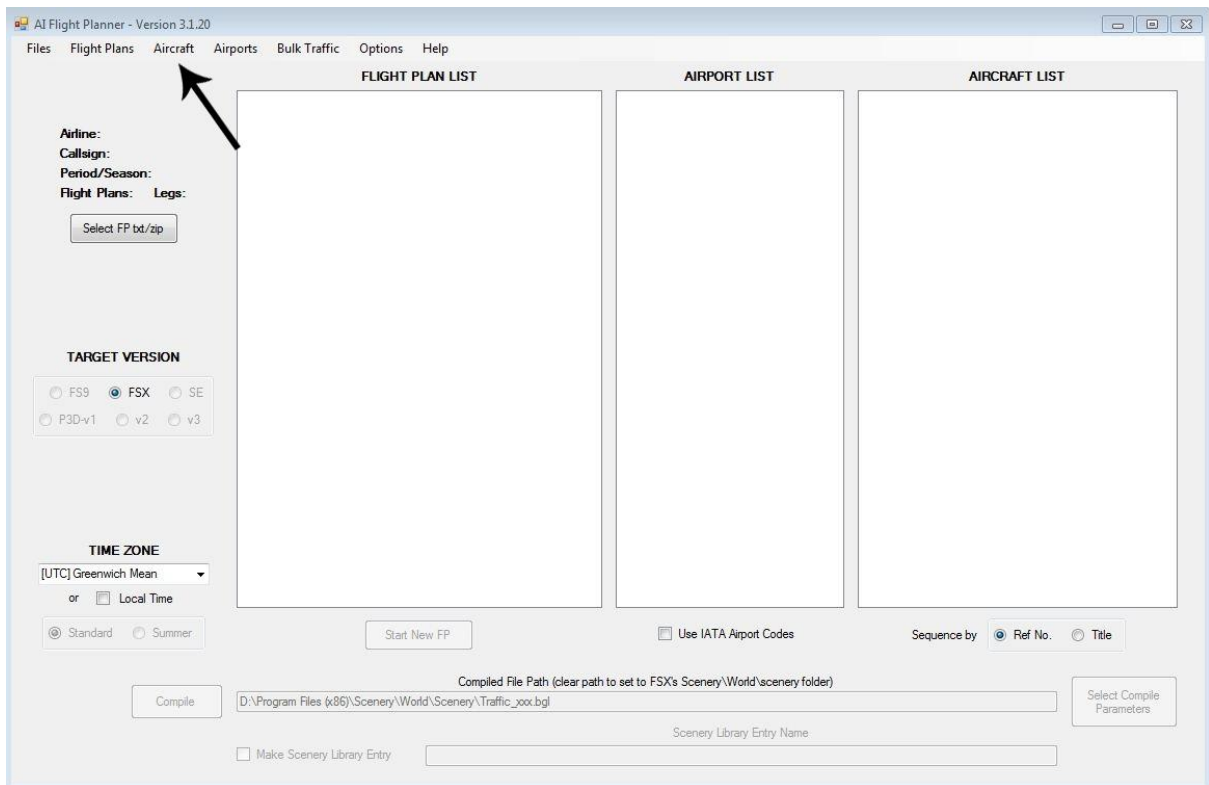 AI Flight Planner - Version 3.1.20
Files Flight Plans Aircraft Airports Bulk Traffic Options Help
FLIGHT PLAN LIST AIRPORT LIST AIRCRAFT LIST
Airline:
Callsign:
Period/Season:
Flight Plans: Legs:
Select FP txt/zip
TARGET VERSION
FS9 FSX SE
P3D-v1 v2 v3
TIME ZONE
[UTC] Greenwich Mean
or Local Time
Standard Summer
Start New FP
Use IATA Airport Codes
Sequence by Ref No. Title
Compiled File Path (clear path to set to FSX's Scenery\World\scenery folder)
Compile
D:\Program Files (x86)\Scenery\World\Scenery\Traffic_xxx.bgl
Select Compile
Parameters
Scenery Library Entry Name
Make Scenery Library Entry